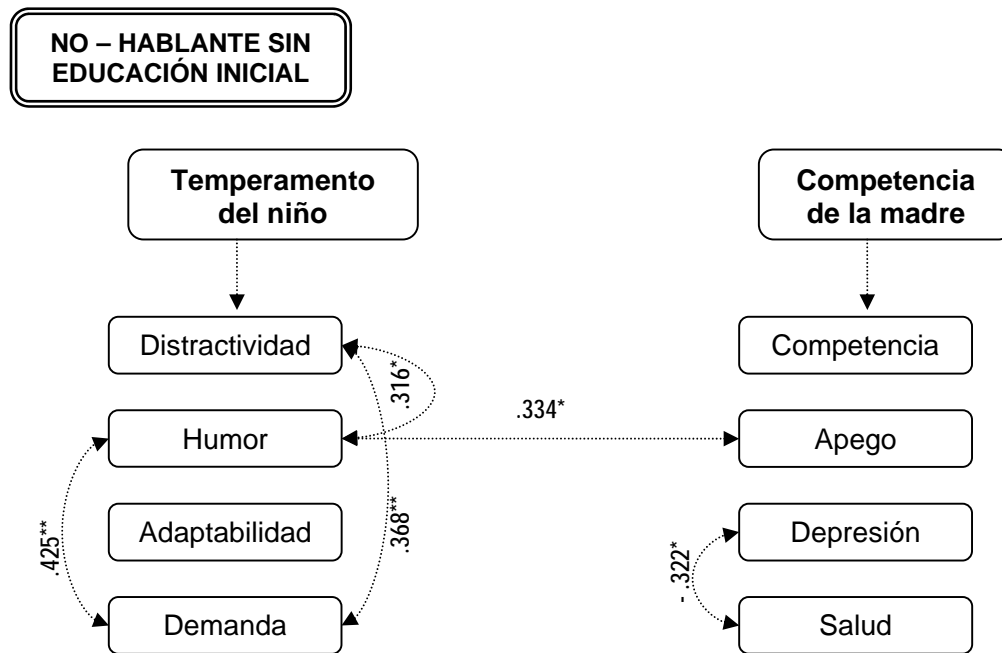 NO – HABLANTE SIN
EDUCACIÓN INICIAL
Temperamento
del niño
Competencia
de la madre
Distractividad
Competencia
.316*
.334*
Humor
Apego
.425**
.368**
Adaptabilidad
Depresión
- .322*
Demanda
Salud